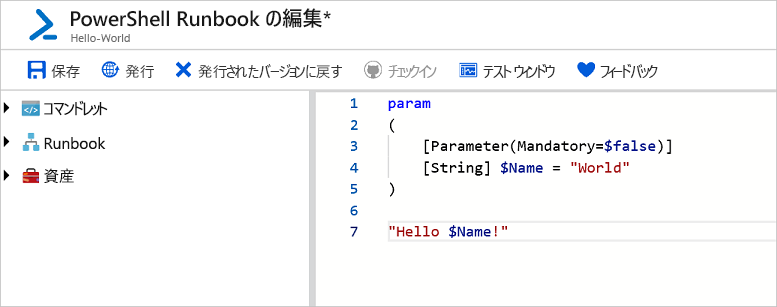 PowerShell Runbook の編集*
Hello-World
保存 発行 発行されたバージョンに戻す チェックイン テスト ウィンドウ フィードバック
コマンドレット
Runbook
資産
1 param
2 (
3 [Parameter(Mandatory=$false)]
4 [String] $Name = "World"
5 )
6
7 "Hello $Name!"